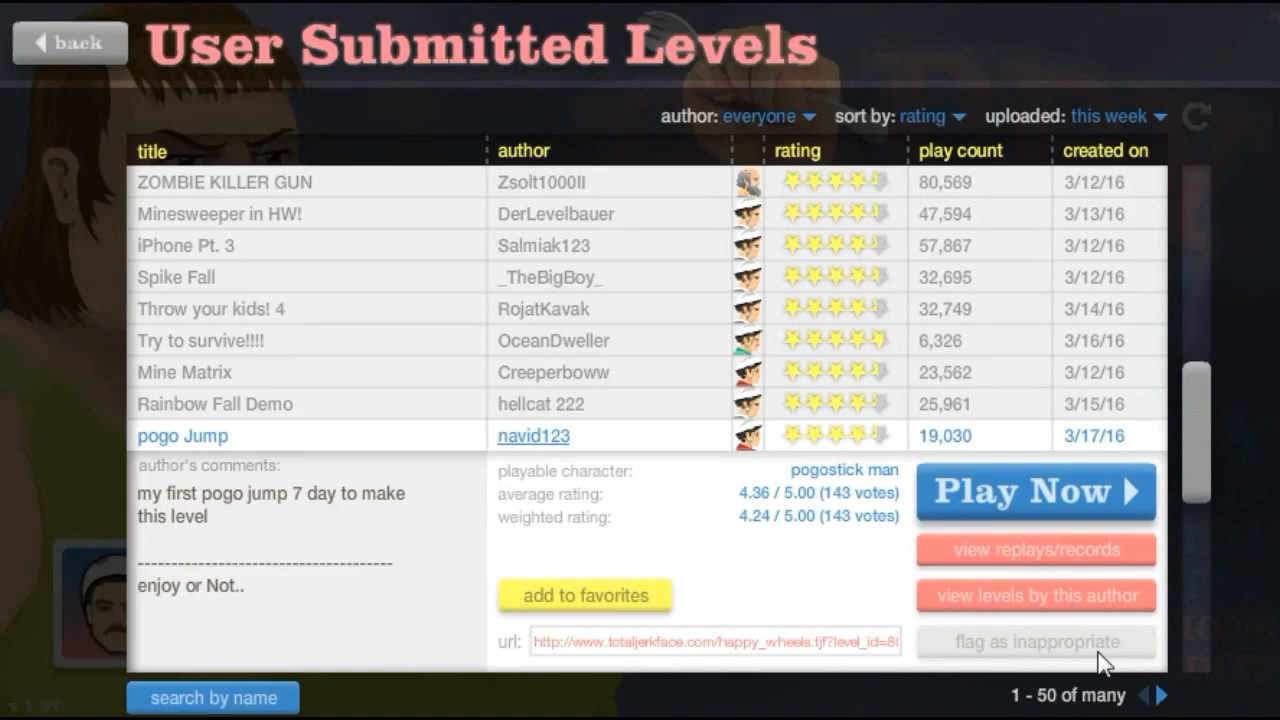 back
User Submitted Levels
author: everyone sort by: rating uploaded: this week
title author rating play count created on
ZOMBIE KILLER GUN Zsolt1000ll 80,569 3/12/16
Minesweeper in HW! DerLevelbauer 47,594 3/13/16
iPhone Pt. 3 Salmiak123 57,867 3/12/16
Spike Fall _TheBigBoy_ 32,695 3/12/16
Throw your kids! 4 RojatKavak 32,749 3/14/16
Try to survive!!!! OceanDweller 6,326 3/16/16
Mine Matrix Creeperboww 23,562 3/12/16
Rainbow Fall Demo hellcat 222 25,961 3/15/16
pogo Jump navid123 19,030 3/17/16
author's comments:
my first pogo jump 7 day to make
this level
------------------------------------
enjoy or Not..
playable character: pogostick man
average rating: 4.36 / 5.00 (143 votes)
weighted rating: 4.24 / 5.00 (143 votes)
add to favorites
url: http://www.totaljerkface.com/happy_wheels.tjf?level_id=8
Play Now
view replays/records
view levels by this author
flag as inappropriate
search by name
1 - 50 of many